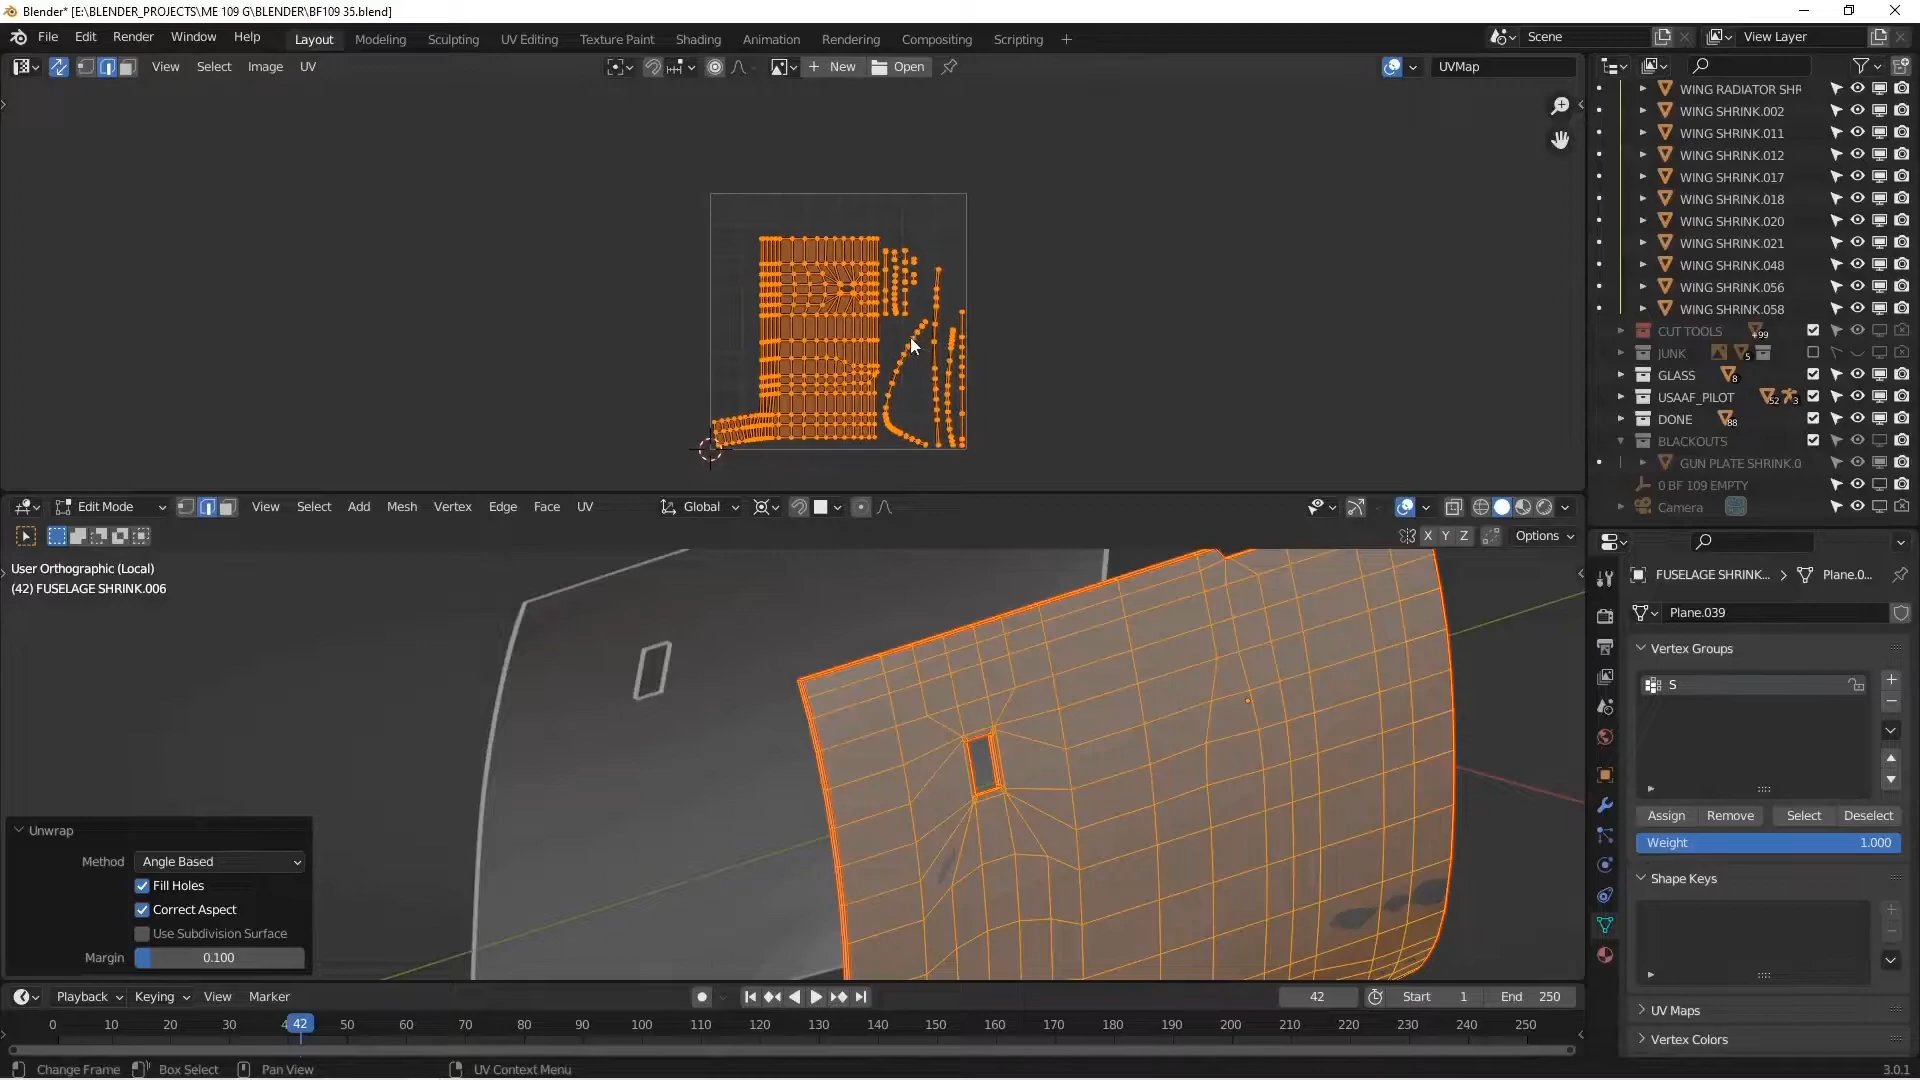 Blender* [E:\BLENDER_PROJECTS\ME 109 G\BLENDER\BF109 35.blend]
File Edit Render Window Help Layout Modeling Sculpting UV Editing Texture Paint Shading Animation Rendering Compositing Scripting + Scene View Layer
View Select Image UV + New Open UVMap
WING RADIATOR SHR
WING SHRINK.002
WING SHRINK.011
WING SHRINK.012
WING SHRINK.017
WING SHRINK.018
WING SHRINK.020
WING SHRINK.021
WING SHRINK.048
WING SHRINK.056
WING SHRINK.058
CUT TOOLS +99
JUNK 5
GLASS 8
USAAF_PILOT 52 3
DONE 88
BLACKOUTS
GUN PLATE SHRINK.0
0 BF 109 EMPTY
Camera
Edit Mode View Select Add Mesh Vertex Edge Face UV Global
X Y Z Options
User Orthographic (Local)
(42) FUSELAGE SHRINK.006
FUSELAGE SHRINK... Plane.0...
Plane.039
Vertex Groups
S
Assign Remove Select Deselect
Weight 1.000
Shape Keys
UV Maps
Vertex Colors
Unwrap
Method Angle Based
Fill Holes
Correct Aspect
Use Subdivision Surface
Margin 0.100
Playback Keying View Marker 42 Start 1 End 250
0 10 20 30 4 42 50 60 70 80 90 100 110 120 130 140 150 160 170 180 190 200 210 220 230 240 250
Change Frame Box Select Pan View UV Context Menu 3.0.1